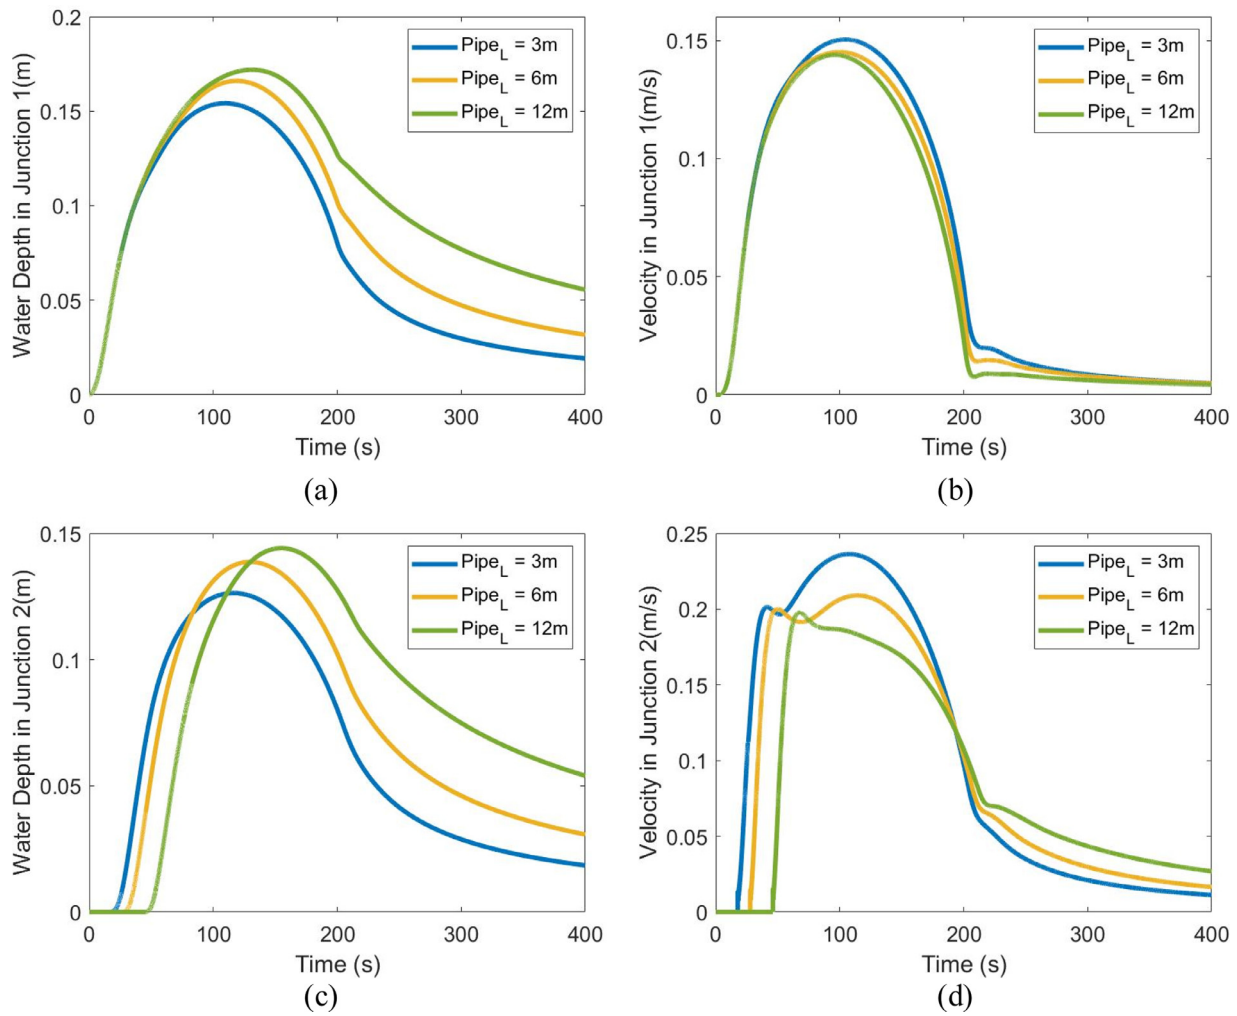 0.2
0.15
0.1
0.05
0
Water Depth in Junction 1(m)
Pipe_L = 3m
Pipe_L = 6m
Pipe_L = 12m
0 100 200 300 400
Time (s)
(a)
0.15
0.1
0.05
0
Velocity in Junction 1(m/s)
Pipe_L = 3m
Pipe_L = 6m
Pipe_L = 12m
0 100 200 300 400
Time (s)
(b)
0.15
0.1
0.05
0
Water Depth in Junction 2(m)
Pipe_L = 3m
Pipe_L = 6m
Pipe_L = 12m
0 100 200 300 400
Time (s)
(c)
0.25
0.2
0.15
0.1
0.05
0
Velocity in Junction 2(m/s)
Pipe_L = 3m
Pipe_L = 6m
Pipe_L = 12m
0 100 200 300 400
Time (s)
(d)